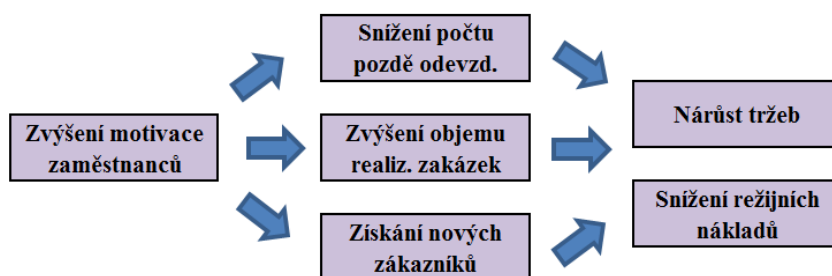 Snížení počtu
pozdě odevzd.
Zvýšení motivace
zaměstnanců
Zvýšení objemu
realiz. zakázek
Získání nových
zákazníků
Nárůst tržeb
Snížení režijních
nákladů